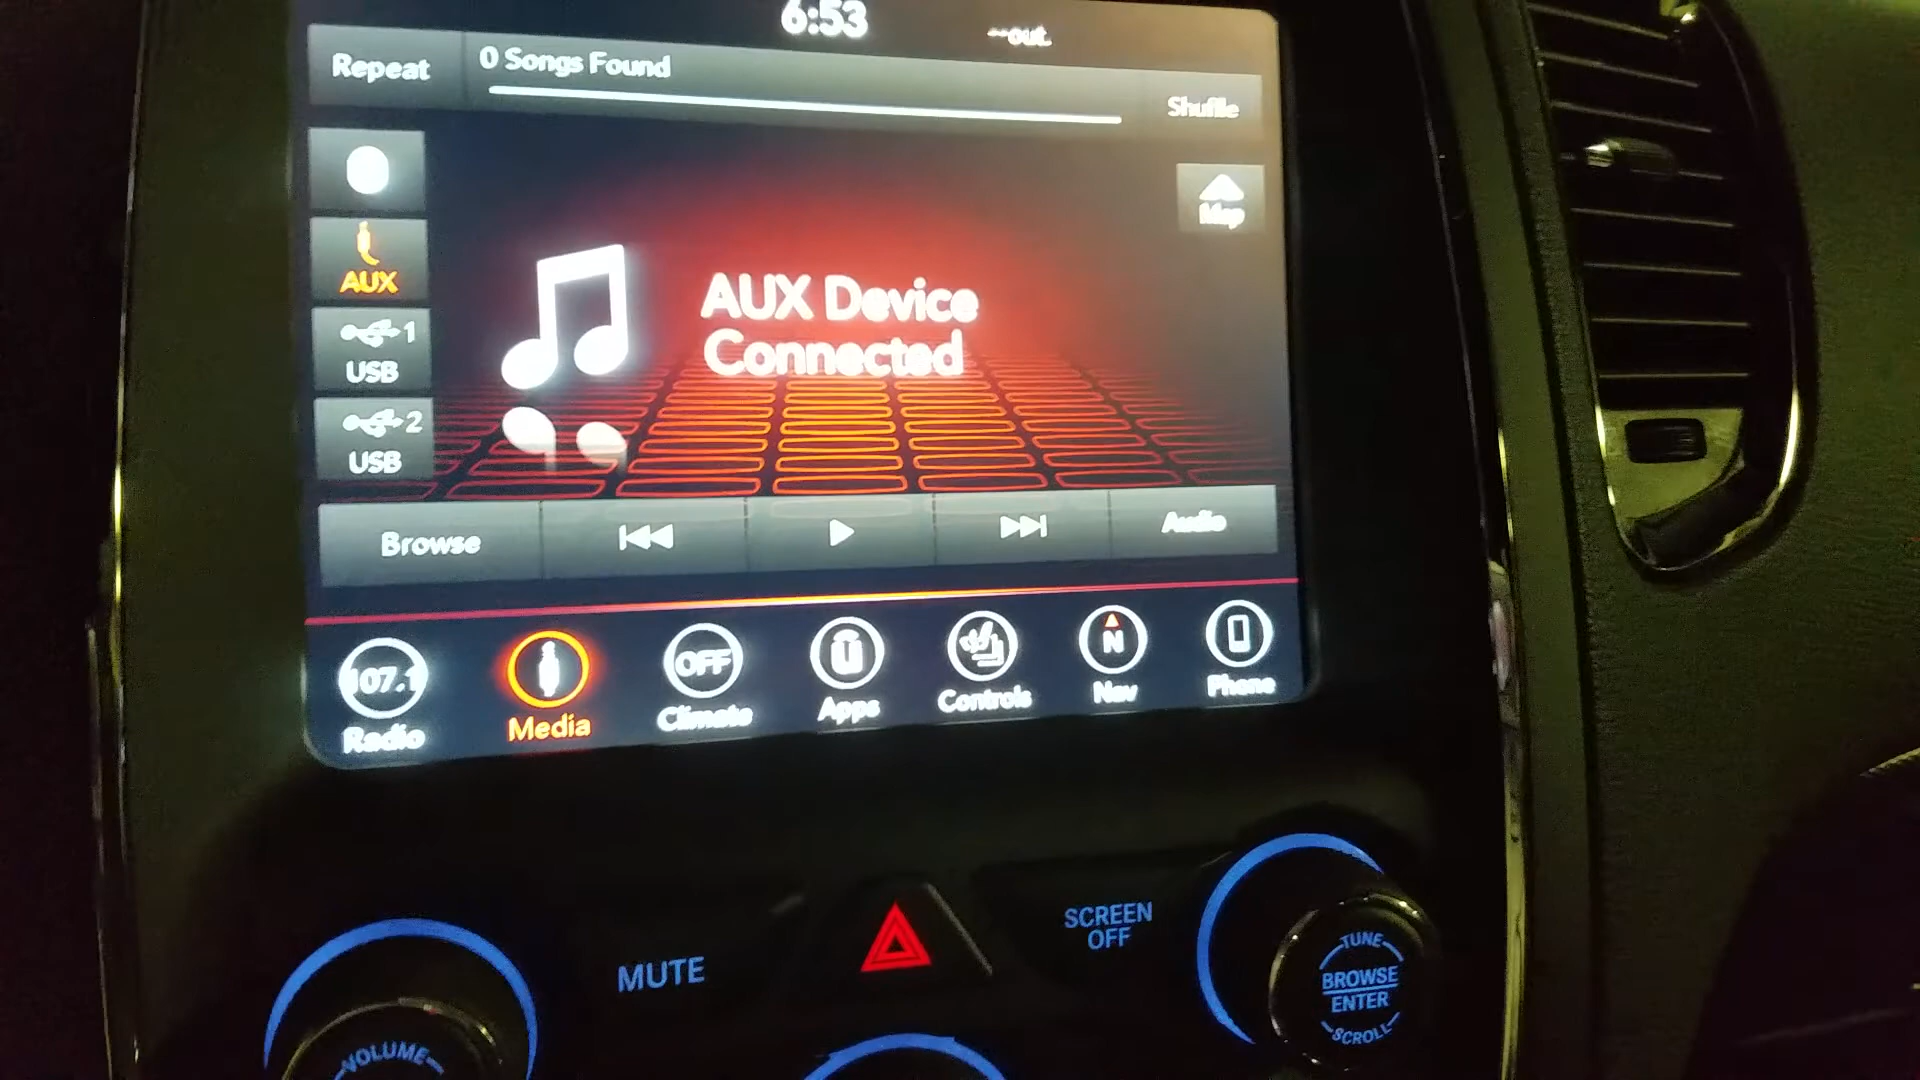 6:53
out.
Repeat
0 Songs Found
Shuffle
Map
AUX
1
USB
2
USB
AUX Device
Connected
Browse
Audio
107.1
OFF
N
Radio
Media
Climate
Apps
Controls
Nav
Phone
MUTE
SCREEN
OFF
VOLUME
TUNE
BROWSE
ENTER
SCROLL